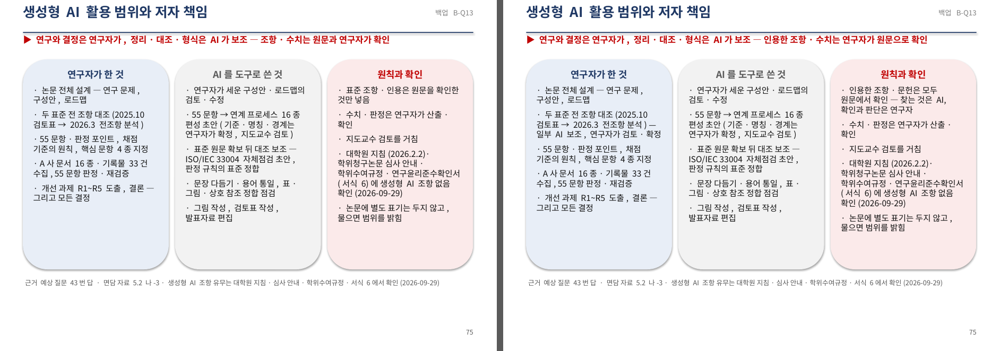 생성형 AI 활용 범위와 저자 책임
백업 B-Q13
▶ 연구와 결정은 연구자가, 정리 · 대조 · 형식은 AI가 보조 — 조항 · 수치는 원문과 연구자가 확인
연구자가 한 것
· 논문 전체 설계 — 연구 문제,
구성안, 로드맵
· 두 표준 전 조항 대조 (2025.10
검토표 → 2026.3 전조항 분석)
· 55 문항 · 판정 포인트, 채점
기준의 원칙, 핵심 문항 4종 지정
· A사 문서 16종 · 기록물 33건
수집, 55 문항 판정 · 재검증
· 개선 과제 R1~R5 도출, 결론 —
그리고 모든 결정
AI를 도구로 쓴 것
· 연구자가 세운 구성안 · 로드맵의
검토 · 수정
· 55 문항 → 연계 프로세스 16종
편성 초안 (기준 · 명칭 · 경계는
연구자가 확정, 지도교수 검토)
· 표준 원문 확보 뒤 대조 보조 —
ISO/IEC 33004 자체점검 초안,
판정 규칙의 표준 정합
· 문장 다듬기 · 용어 통일, 표 ·
그림 · 상호 참조 정합 점검
· 그림 작성, 검토표 작성,
발표자료 편집
원칙과 확인
· 표준 조항 · 인용은 원문을 확인한
것만 넣음
· 수치 · 판정은 연구자가 산출 ·
확인
· 지도교수 검토를 거침
· 대학원 지침 (2026.2.2) ·
학위청구논문 심사 안내 ·
학위수여규정 · 연구윤리준수확인서
(서식 6)에 생성형 AI 조항 없음
확인 (2026-09-29)
· 논문에 별도 표기는 두지 않고,
물으면 범위를 밝힘
근거 예상 질문 43번 답 · 면담 자료 5.2 나-3 · 생성형 AI 조항 유무는 대학원 지침 · 심사 안내 · 학위수여규정 · 서식 6에서 확인 (2026-09-29)
75
생성형 AI 활용 범위와 저자 책임
백업 B-Q13
▶ 연구와 결정은 연구자가, 정리 · 대조 · 형식은 AI가 보조 — 인용한 조항 · 수치는 연구자가 원문으로 확인
연구자가 한 것
· 논문 전체 설계 — 연구 문제,
구성안, 로드맵
· 두 표준 전 조항 대조 (2025.10
검토표 → 2026.3 전조항 분석) —
일부 AI 보조, 연구자가 검토 · 확정
· 55 문항 · 판정 포인트, 채점
기준의 원칙, 핵심 문항 4종 지정
· A사 문서 16종 · 기록물 33건
수집, 55 문항 판정 · 재검증
· 개선 과제 R1~R5 도출, 결론 —
그리고 모든 결정
AI를 도구로 쓴 것
· 연구자가 세운 구성안 · 로드맵의
검토 · 수정
· 55 문항 → 연계 프로세스 16종
편성 초안 (기준 · 명칭 · 경계는
연구자가 확정, 지도교수 검토)
· 표준 원문 확보 뒤 대조 보조 —
ISO/IEC 33004 자체점검 초안,
판정 규칙의 표준 정합
· 문장 다듬기 · 용어 통일, 표 ·
그림 · 상호 참조 정합 점검
· 그림 작성, 검토표 작성,
발표자료 편집
원칙과 확인
· 인용한 조항 · 문헌은 모두
원문에서 확인 — 찾는 것은 AI,
확인과 판단은 연구자
· 수치 · 판정은 연구자가 산출 ·
확인
· 지도교수 검토를 거침
· 대학원 지침 (2026.2.2) ·
학위청구논문 심사 안내 ·
학위수여규정 · 연구윤리준수확인서
(서식 6)에 생성형 AI 조항 없음
확인 (2026-09-29)
· 논문에 별도 표기는 두지 않고,
물으면 범위를 밝힘
근거 예상 질문 43번 답 · 면담 자료 5.2 나-3 · 생성형 AI 조항 유무는 대학원 지침 · 심사 안내 · 학위수여규정 · 서식 6에서 확인 (2026-09-29)
75